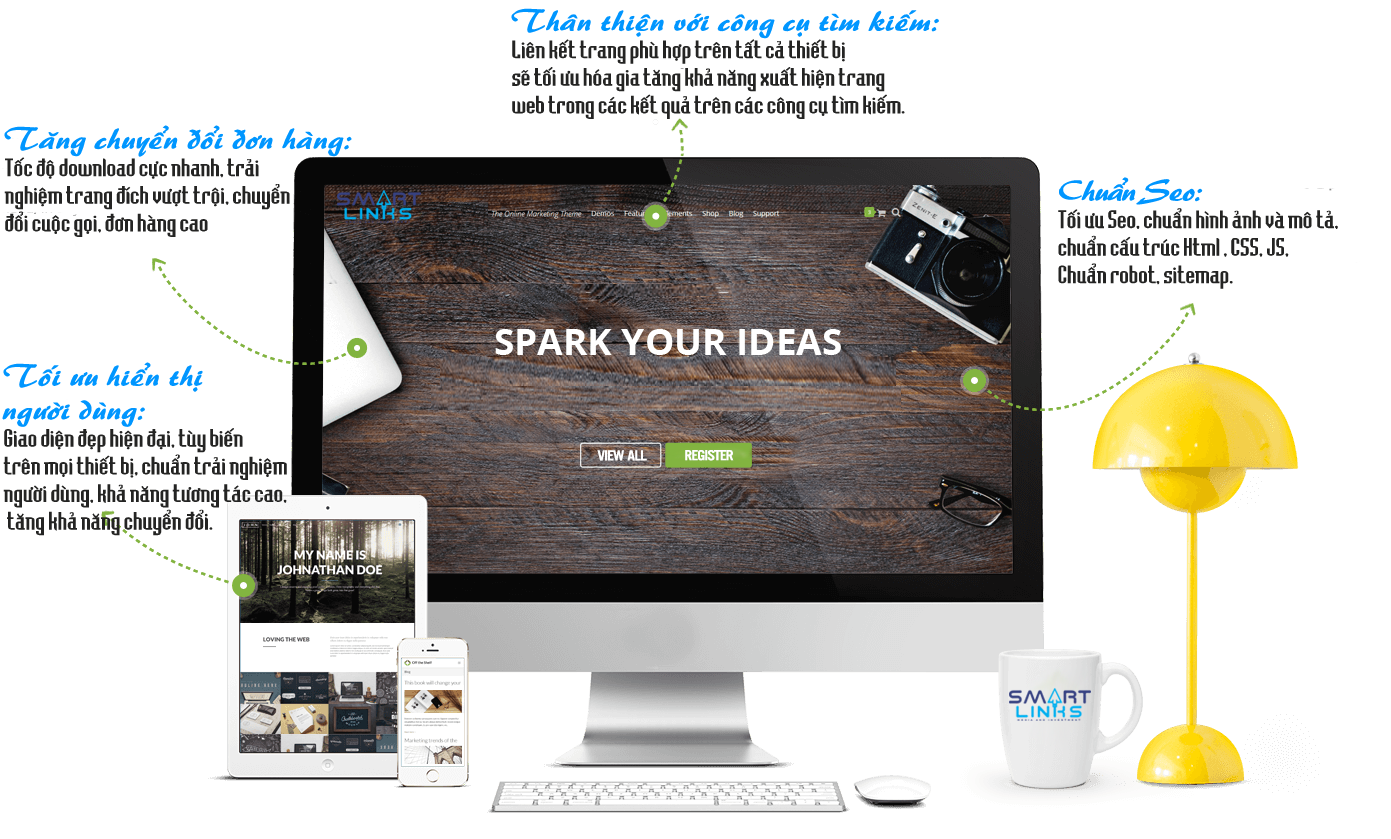 Thân thiện với công cụ tìm kiếm:
Liên kết trang phù hợp trên tất cả thiết bị
sẽ tối ưu hóa gia tăng khả năng xuất hiện trang
web trong các kết quả trên các công cụ tìm kiếm.
Tăng chuyển đổi đơn hàng:
Tốc độ download cực nhanh, trải
nghiệm trang đích vượt trội, chuyển
đổi cuộc gọi, đơn hàng cao
Chuẩn Seo:
Tối ưu Seo, chuẩn hình ảnh và mô tả,
chuẩn cấu trúc Html , CSS, JS,
Chuẩn robot, sitemap.
Tối ưu hiển thị
người dùng:
Giao diện đẹp hiện đại, tùy biến
trên mọi thiết bị, chuẩn trải nghiệm
người dùng, khả năng tương tác cao,
tăng khả năng chuyển đổi.
SMART
LINKS
The Online Marketing Theme Demos Shop Blog Support
ZENIT-E
SPARK YOUR IDEAS
VIEW ALL REGISTER
MY NAME IS
JOHNATHAN DOE
LOVING THE WEB
Blog
This book will change your
Marketing trends of the
SMART
LINKS
MEDIA AND INVESTMENT